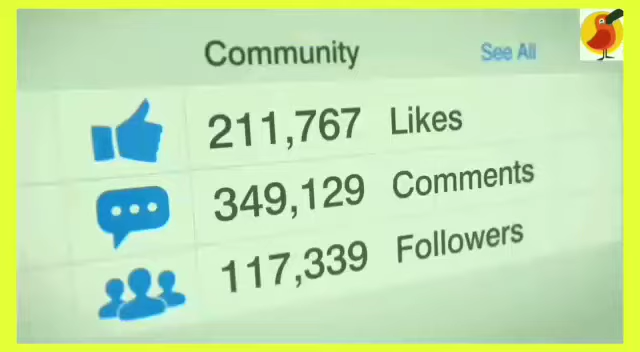 Community See All
211,767 Likes
349,129 Comments
117,339 Followers